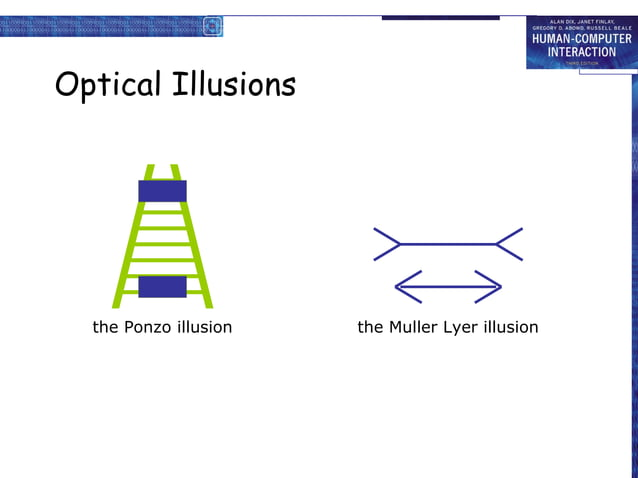 ALAN DIX, JANET FINLAY,
GREGORY D. ABOWD, RUSSELL BEALE
HUMAN-COMPUTER
INTERACTION
THIRD EDITION
Optical Illusions
the Ponzo illusion
the Muller Lyer illusion